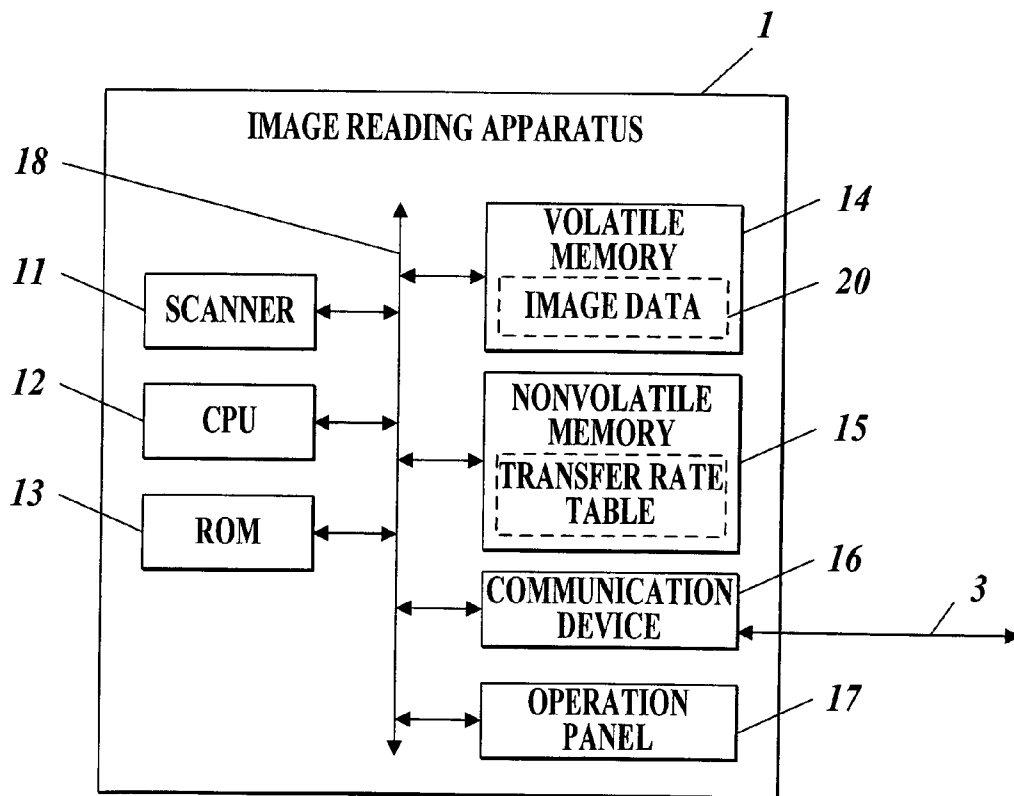 1
IMAGE READING APPARATUS
18
14
VOLATILE
MEMORY
11
20
IMAGE DATA
SCANNER
12
CPU
NONVOLATILE
MEMORY
15
TRANSFER RATE
TABLE
13
ROM
16
COMMUNICATION
DEVICE
3
17
OPERATION
PANEL